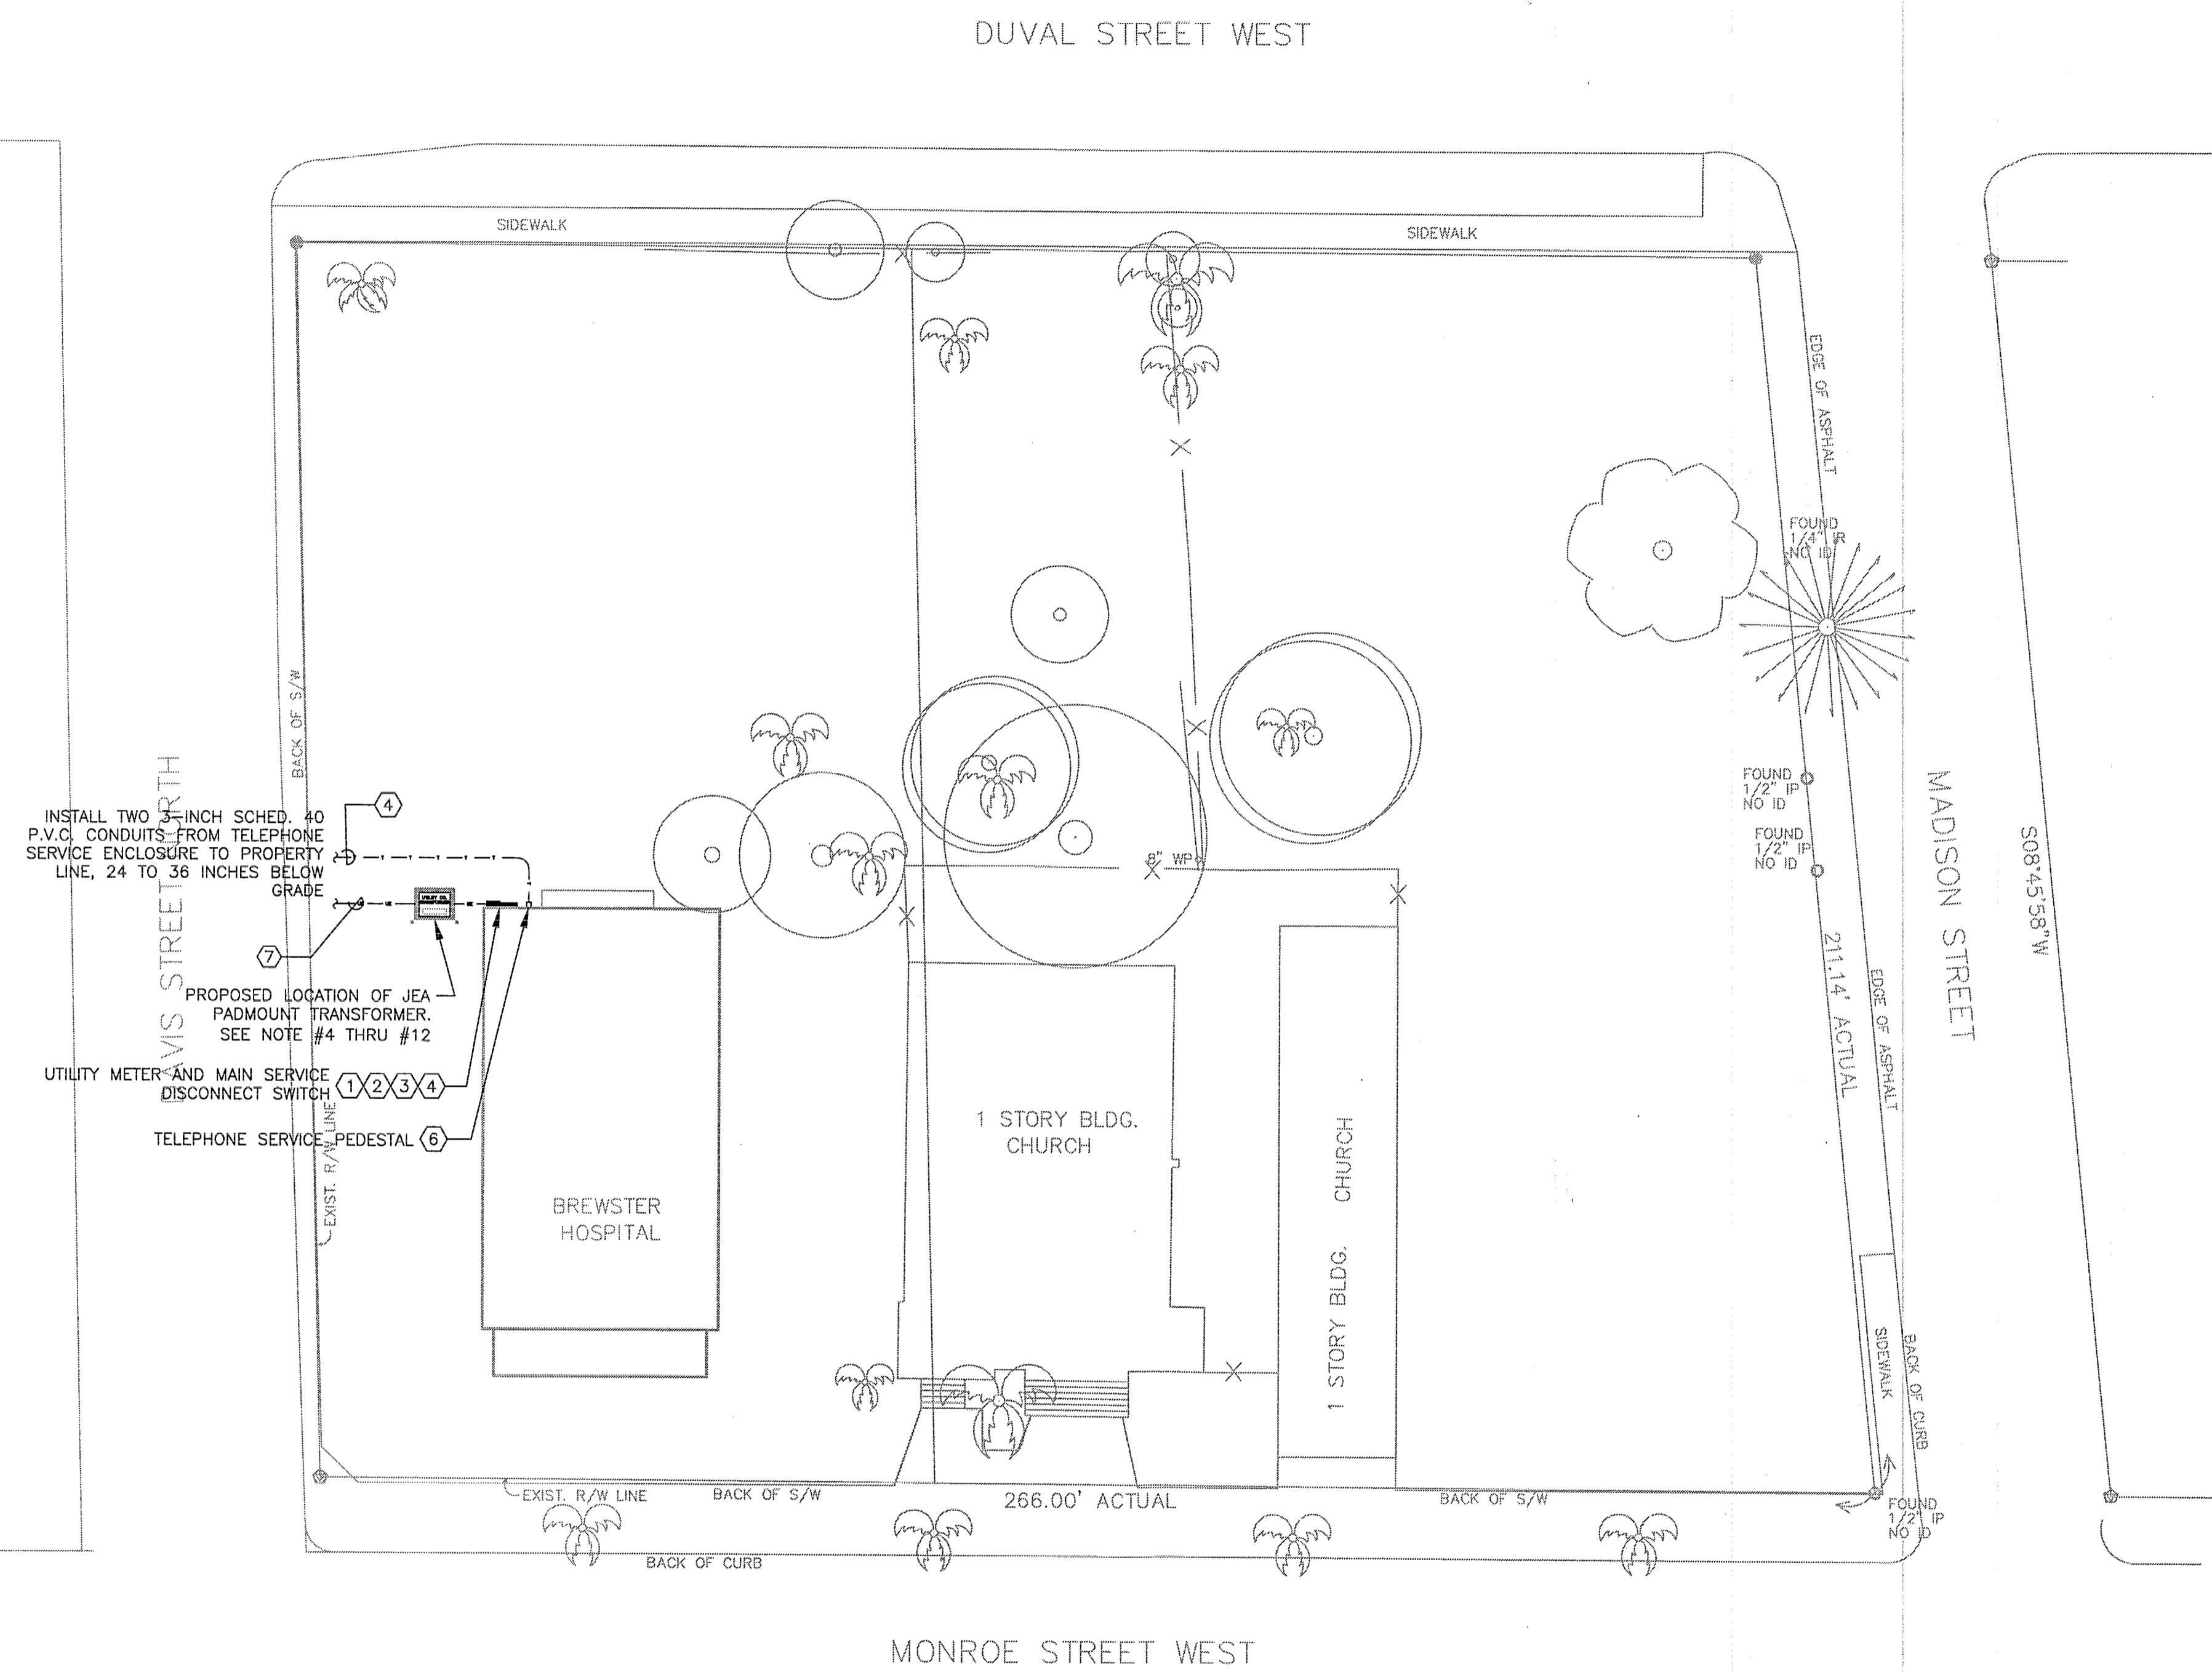 DUVAL STREET WEST
SIDEWALK
SIDEWALK
EDGE OF ASPHALT
FOUND
1/4" IR
NO ID
BACK OF S/W
DAVIS STREET NORTH
4
INSTALL TWO 3-INCH SCHED. 40
P.V.C. CONDUITS FROM TELEPHONE
SERVICE ENCLOSURE TO PROPERTY
LINE, 24 TO 36 INCHES BELOW
GRADE
7
PROPOSED LOCATION OF JEA
PADMOUNT TRANSFORMER.
SEE NOTE #4 THRU #12
UTILITY METER AND MAIN SERVICE
DISCONNECT SWITCH
1 2 3 4
TELEPHONE SERVICE PEDESTAL 6
EXIST. R/W LINE
BREWSTER
HOSPITAL
8" WP
1 STORY BLDG.
CHURCH
1 STORY BLDG. CHURCH
FOUND
1/2" IP
NO ID
FOUND
1/2" IP
NO ID
211.14' ACTUAL
EDGE OF ASPHALT
MADISON STREET
S08°45'58"W
SIDEWALK
BACK OF CURB
EXIST. R/W LINE
BACK OF S/W
266.00' ACTUAL
BACK OF S/W
FOUND
1/2" IP
NO ID
BACK OF CURB
MONROE STREET WEST